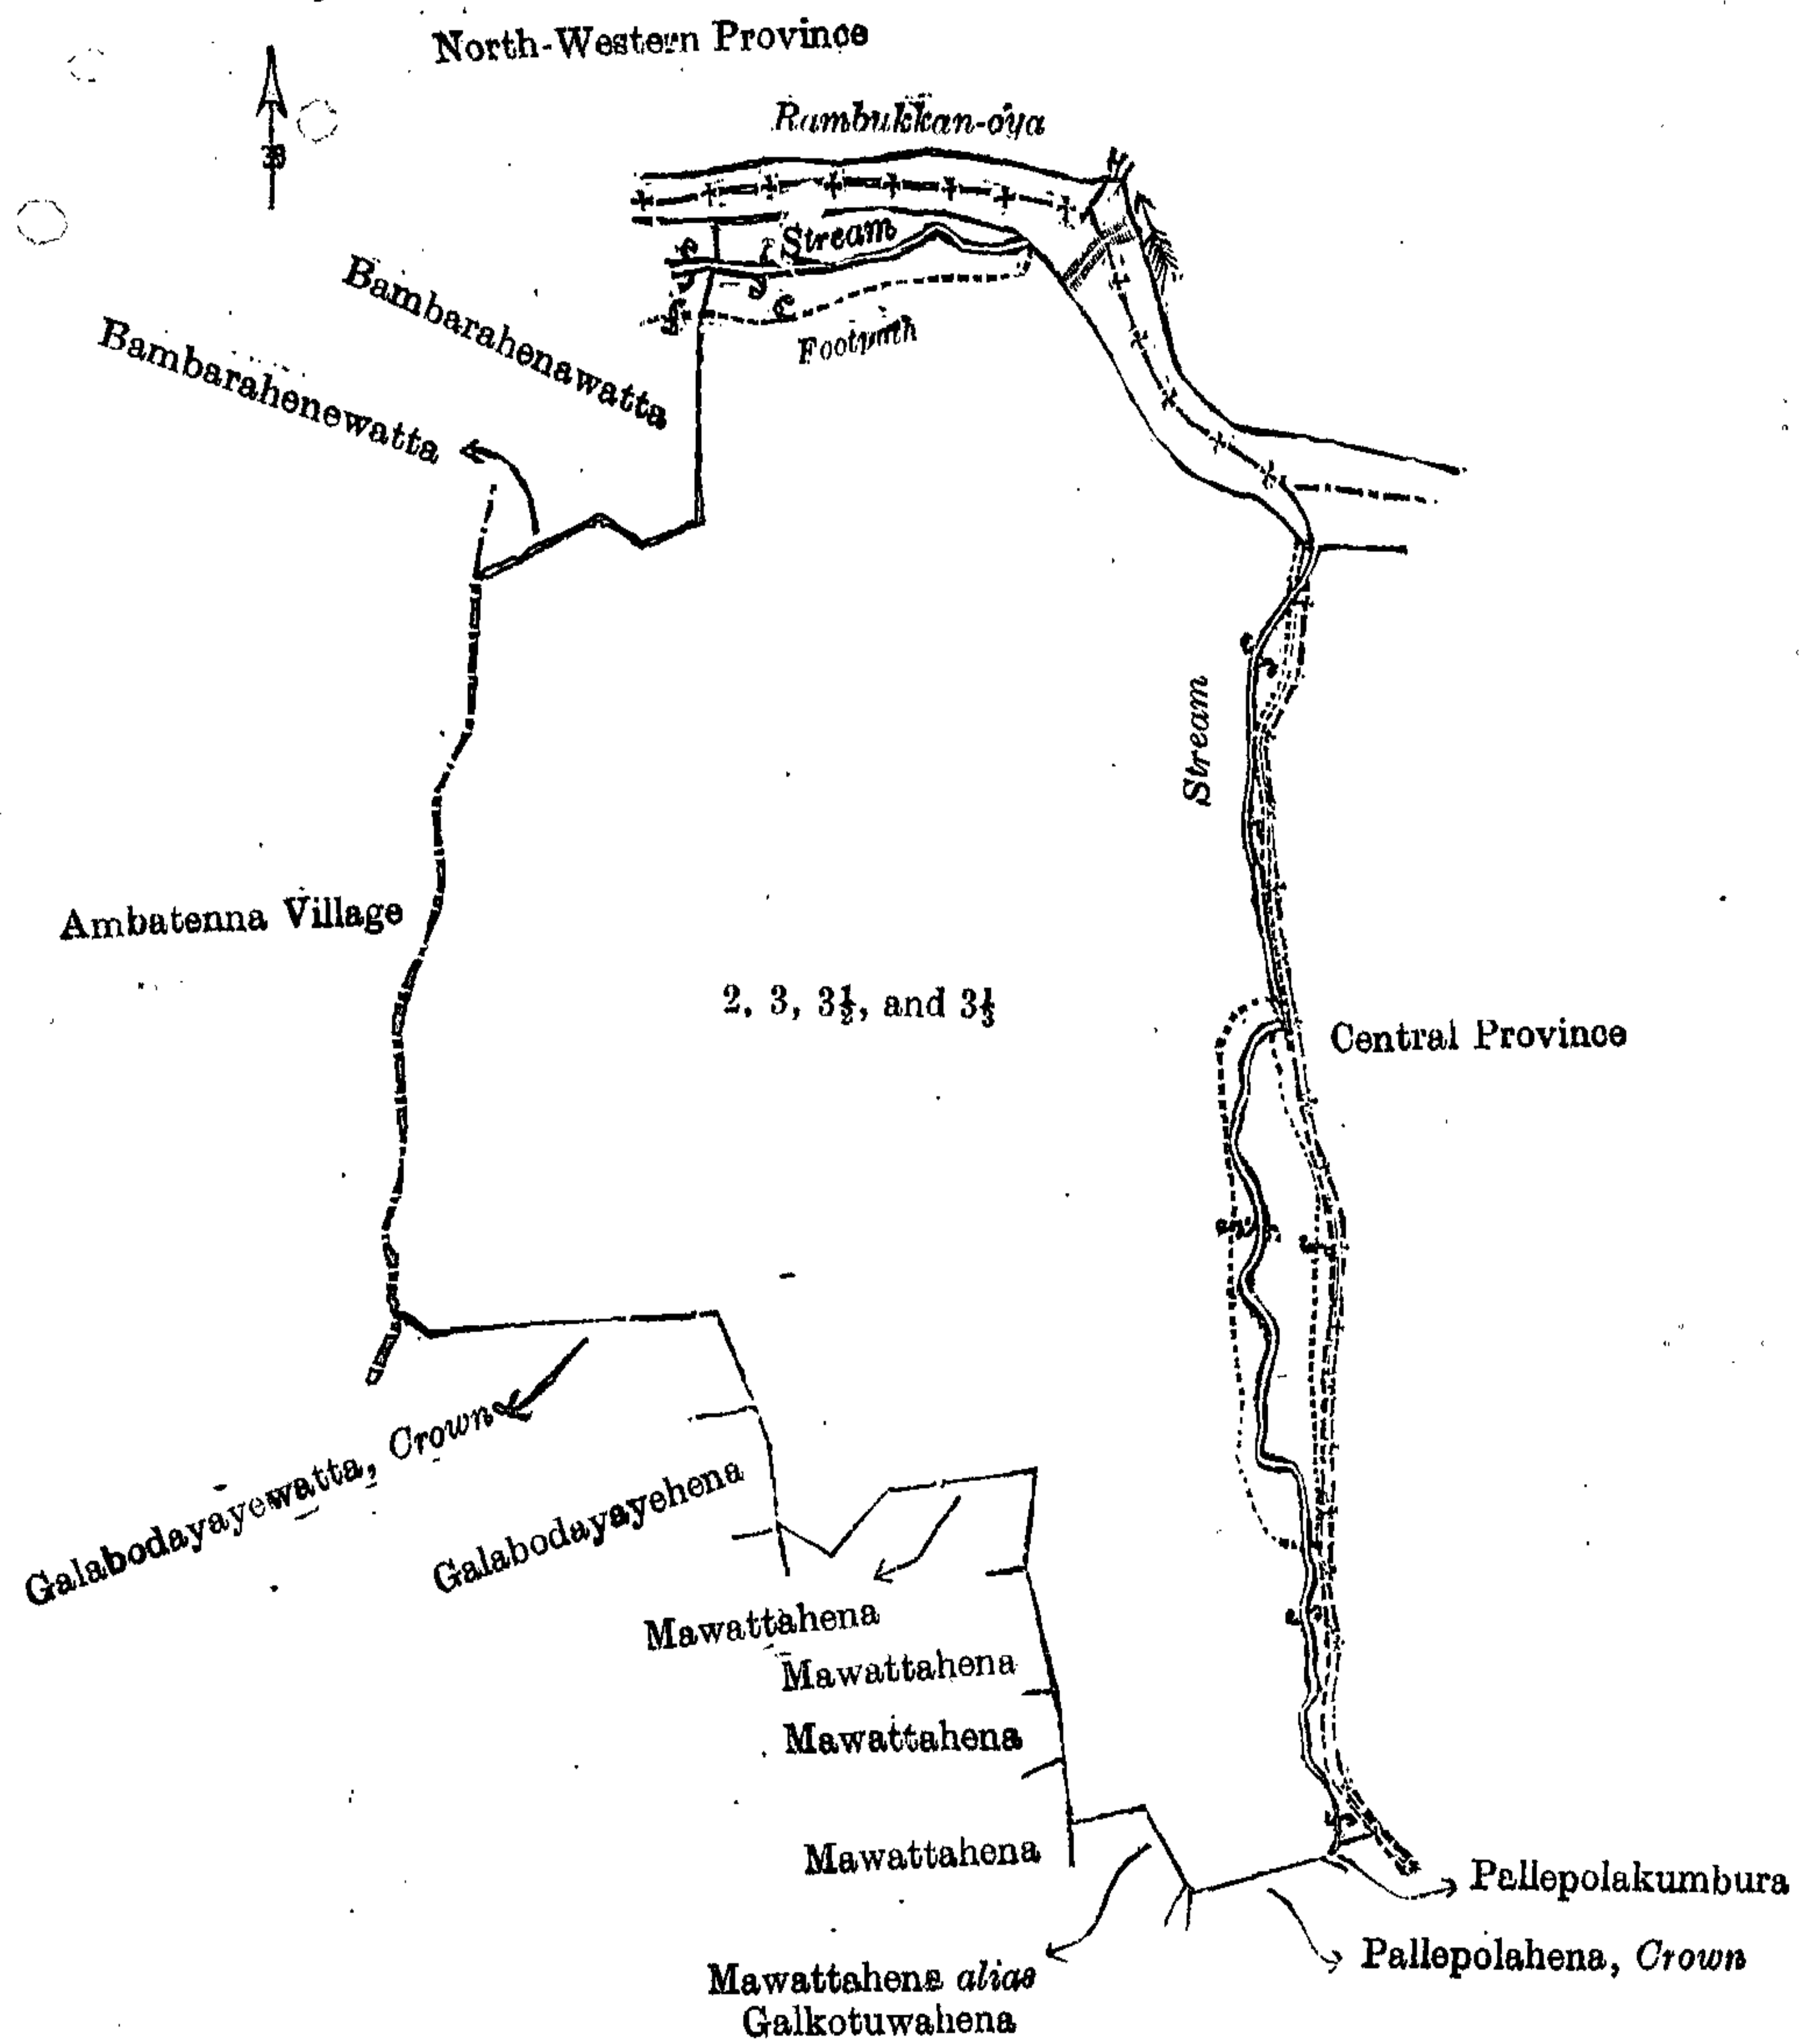 North-Western Province
Rambukkan-oya
Stream
Footpath
Bambarahenawatta
Bambarahenewatta
Stream
Ambatenna Village
2, 3, 3½, and 3⅓
Central Province
Galabodayayewatta, Crown
Galabodayayehena
Mawattahena
Mawattahena
Mawattahena
Mawattahena
Pallepolakumbura
Pallepolahena, Crown
Mawattahena alias
Galkotuwahena